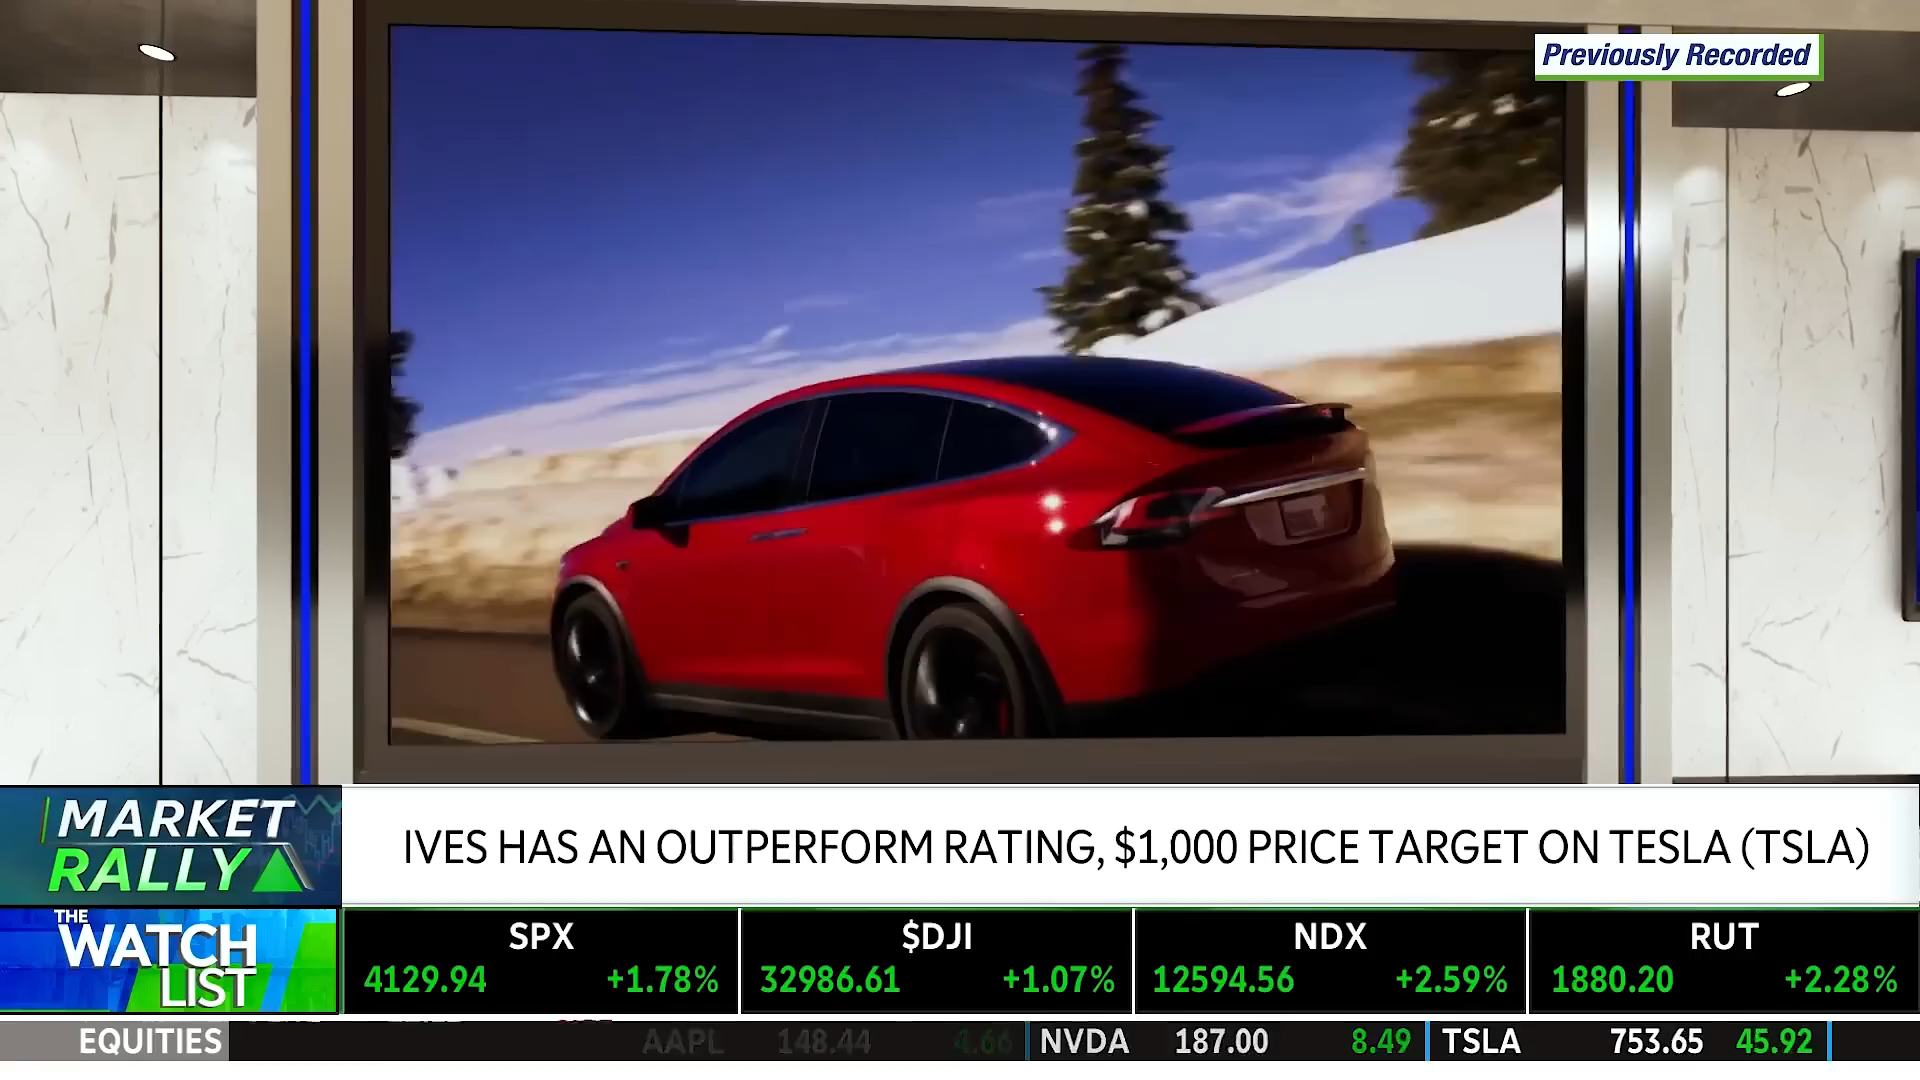 Previously Recorded
MARKET
RALLY
IVES HAS AN OUTPERFORM RATING, $1,000 PRICE TARGET ON TESLA (TSLA)
THE
WATCH
LIST
SPX
4129.94 +1.78%
$DJI
32986.61 +1.07%
NDX
12594.56 +2.59%
RUT
1880.20 +2.28%
EQUITIES AAPL 148.44 4.66 NVDA 187.00 8.49 TSLA 753.65 45.92